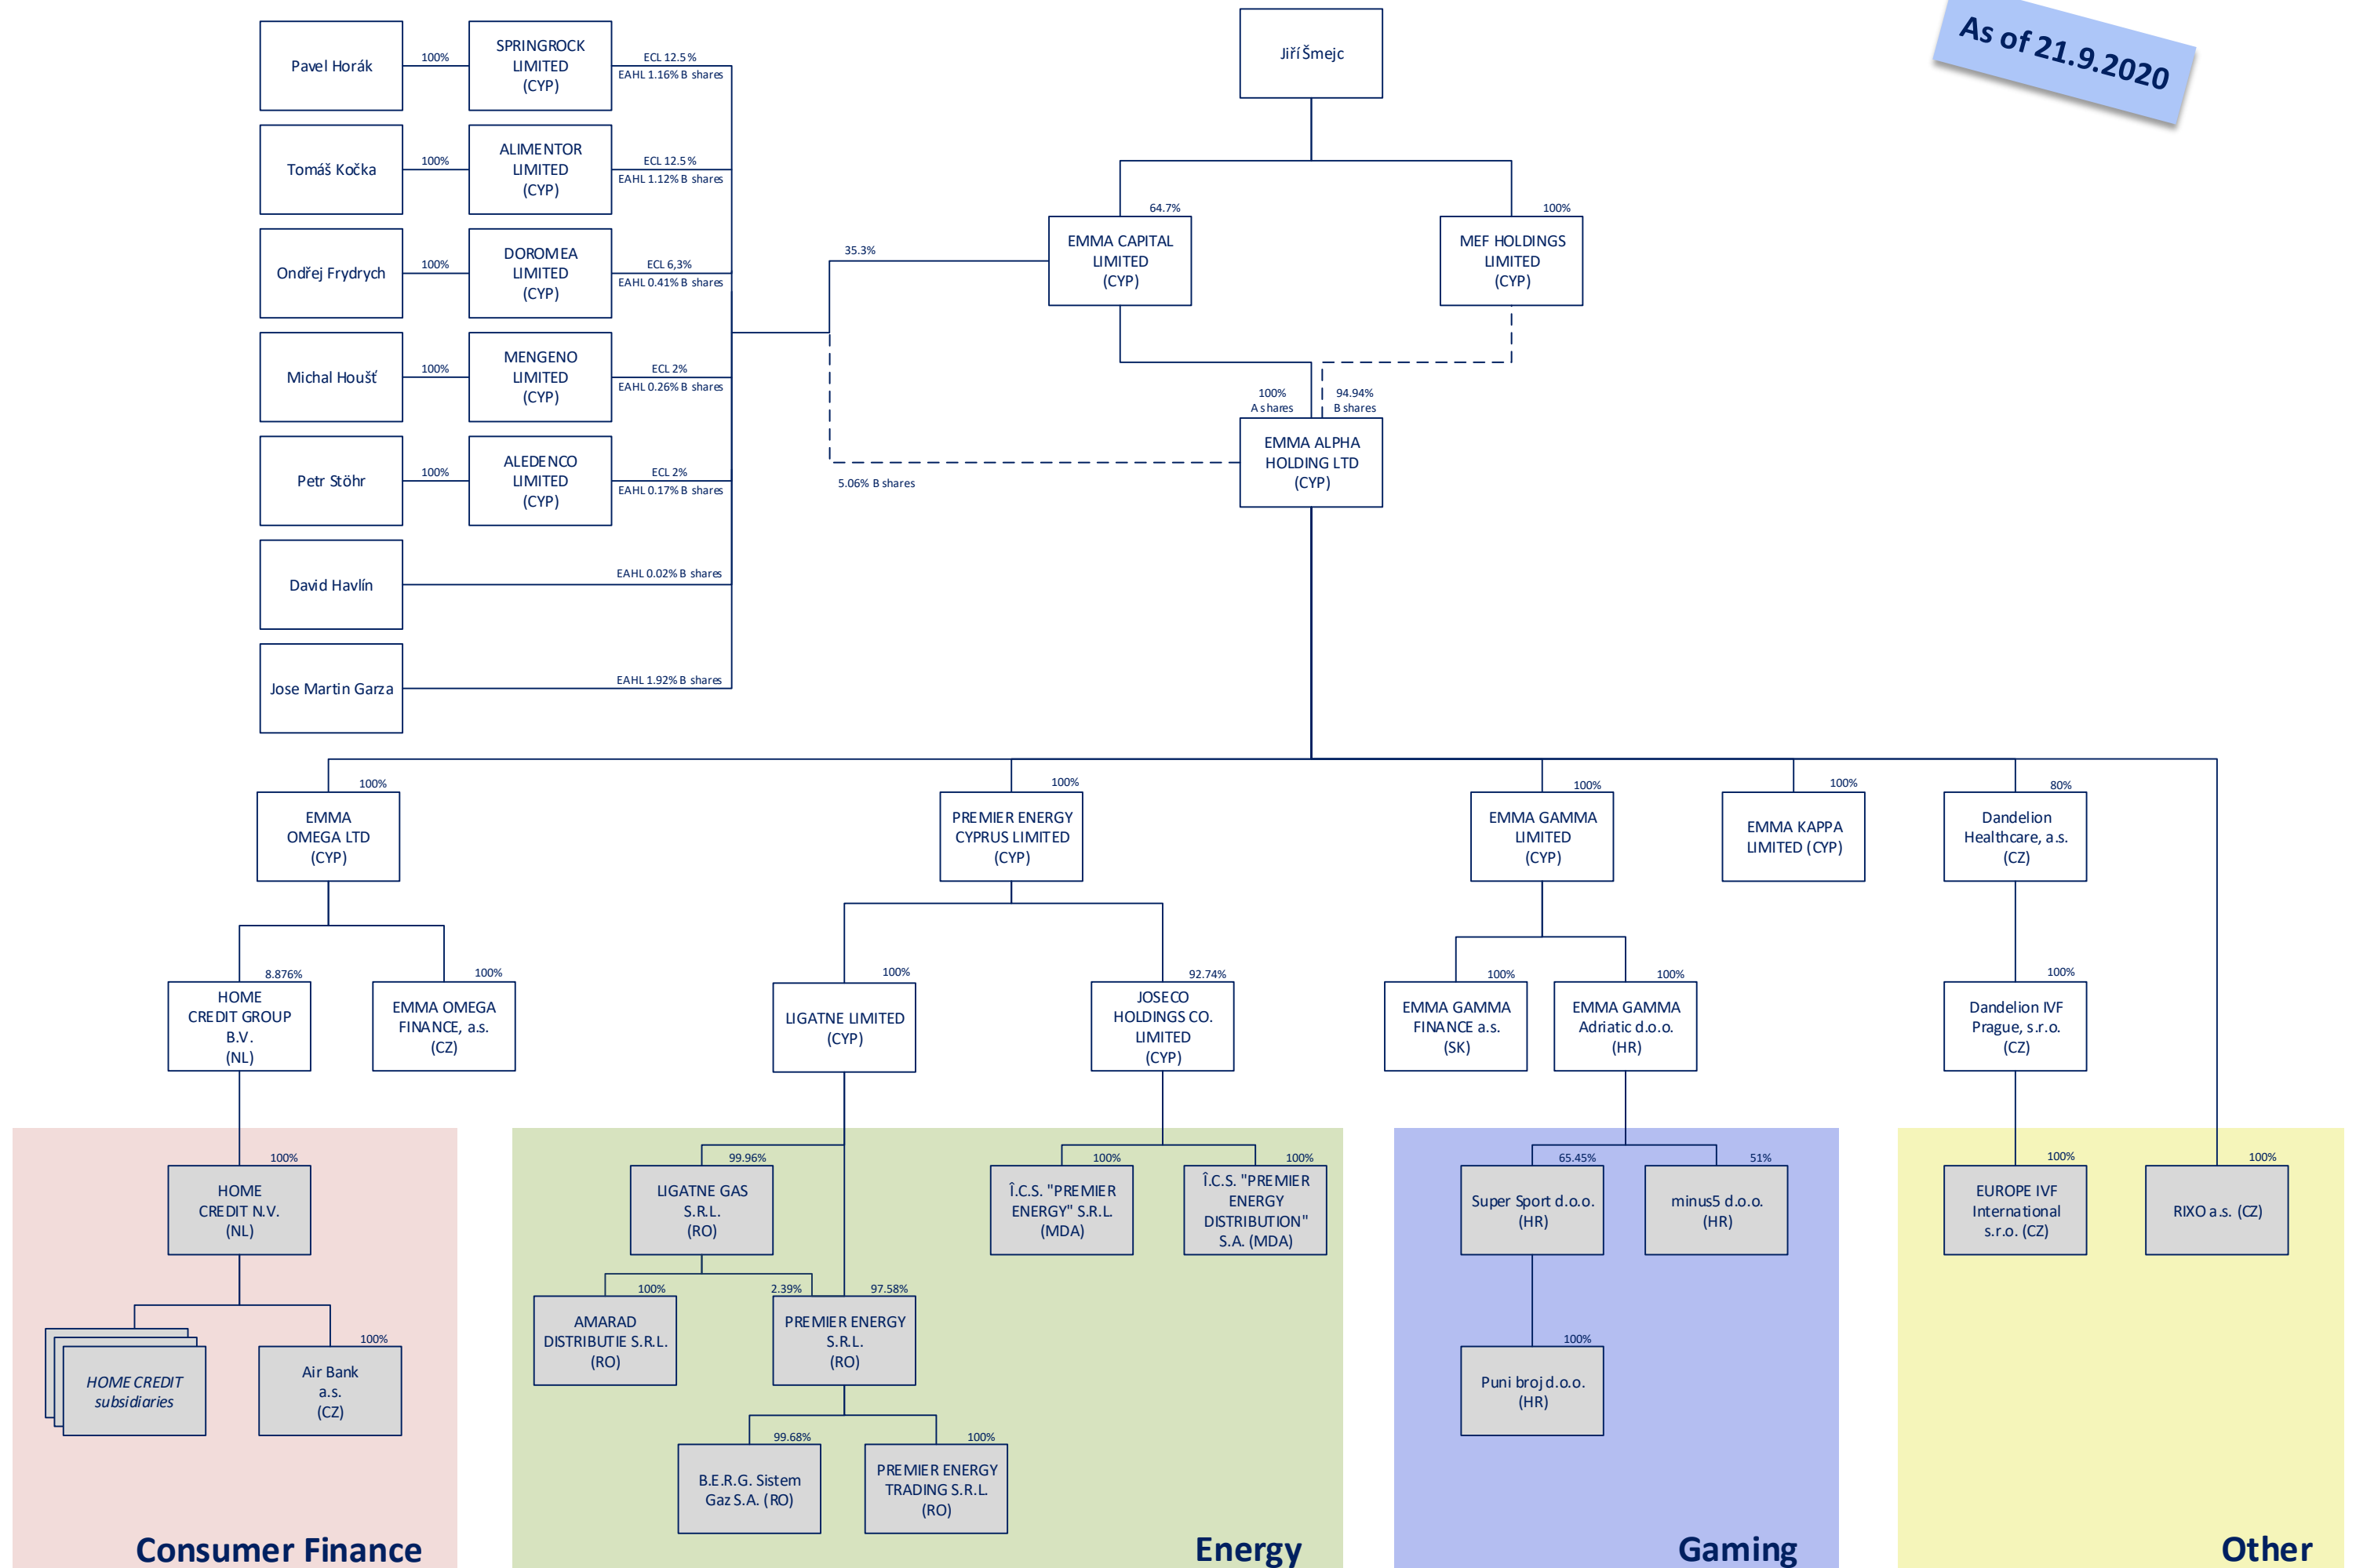 As of 21.9.2020
Jiří Šmejc
Pavel Horák
100%
SPRINGROCK
LIMITED
(CYP)
ECL 12.5 %
EAHL 1.16% B shares
Tomáš Kočka
100%
ALIMENTOR
LIMITED
(CYP)
ECL 12.5 %
EAHL 1.12% B shares
Ondřej Frydrych
100%
DOROMEA
LIMITED
(CYP)
ECL 6,3%
EAHL 0.41% B shares
Michal Houšť
100%
MENGENO
LIMITED
(CYP)
ECL 2%
EAHL 0.26% B shares
Petr Stöhr
100%
ALEDENCO
LIMITED
(CYP)
ECL 2%
EAHL 0.17% B shares
David Havlín
EAHL 0.02% B shares
Jose Martin Garza
EAHL 1.92% B shares
35.3%
5.06% B shares
64.7%
EMMA CAPITAL
LIMITED
(CYP)
100%
MEF HOLDINGS
LIMITED
(CYP)
100%
A shares
94.94%
B shares
EMMA ALPHA
HOLDING LTD
(CYP)
100%
EMMA
OMEGA LTD
(CYP)
100%
PREMIER ENERGY
CYPRUS LIMITED
(CYP)
100%
EMMA GAMMA
LIMITED
(CYP)
100%
EMMA KAPPA
LIMITED (CYP)
80%
Dandelion
Healthcare, a.s.
(CZ)
8.876%
HOME
CREDIT GROUP
B.V.
(NL)
100%
EMMA OMEGA
FINANCE, a.s.
(CZ)
100%
LIGATNE LIMITED
(CYP)
92.74%
JOSECO
HOLDINGS CO.
LIMITED
(CYP)
100%
EMMA GAMMA
FINANCE a.s.
(SK)
100%
EMMA GAMMA
Adriatic d.o.o.
(HR)
100%
Dandelion IVF
Prague, s.r.o.
(CZ)
100%
HOME
CREDIT N.V.
(NL)
99.96%
LIGATNE GAS
S.R.L.
(RO)
100%
Î.C.S. "PREMIER
ENERGY" S.R.L.
(MDA)
100%
Î.C.S. "PREMIER
ENERGY
DISTRIBUTION"
S.A. (MDA)
65.45%
Super Sport d.o.o.
(HR)
51%
minus5 d.o.o.
(HR)
100%
EUROPE IVF
International
s.r.o. (CZ)
100%
RIXO a.s. (CZ)
HOME CREDIT
subsidiaries
100%
Air Bank
a.s.
(CZ)
100%
AMARAD
DISTRIBUTIE S.R.L.
(RO)
2.39%
97.58%
PREMIER ENERGY
S.R.L.
(RO)
100%
Puni broj d.o.o.
(HR)
99.68%
B.E.R.G. Sistem
Gaz S.A. (RO)
100%
PREMIER ENERGY
TRADING S.R.L.
(RO)
Consumer Finance
Energy
Gaming
Other